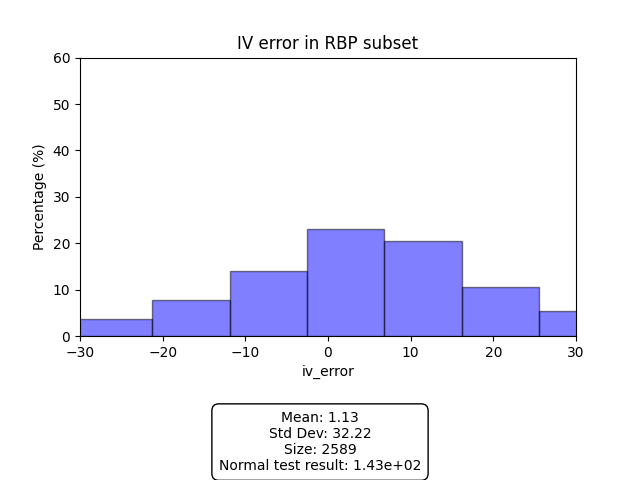 IV error in RBP subset
60
50
40
30
20
10
0
Percentage (%)
−30
−20
−10
0
10
20
30
iv_error
Mean: 1.13
Std Dev: 32.22
Size: 2589
Normal test result: 1.43e+02